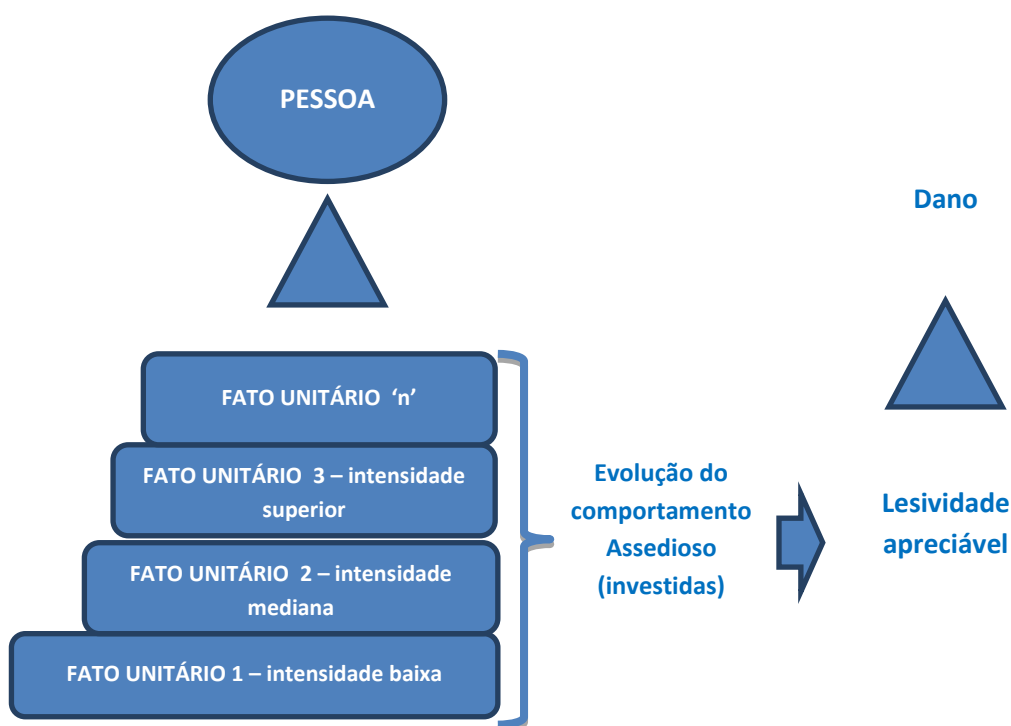 PESSOA
Dano
FATO UNITÁRIO ‘n’
FATO UNITÁRIO 3 – intensidade
superior
FATO UNITÁRIO 2 – intensidade
mediana
FATO UNITÁRIO 1 – intensidade baixa
Evolução do
comportamento
Assedioso
(investidas)
Lesividade
apreciável